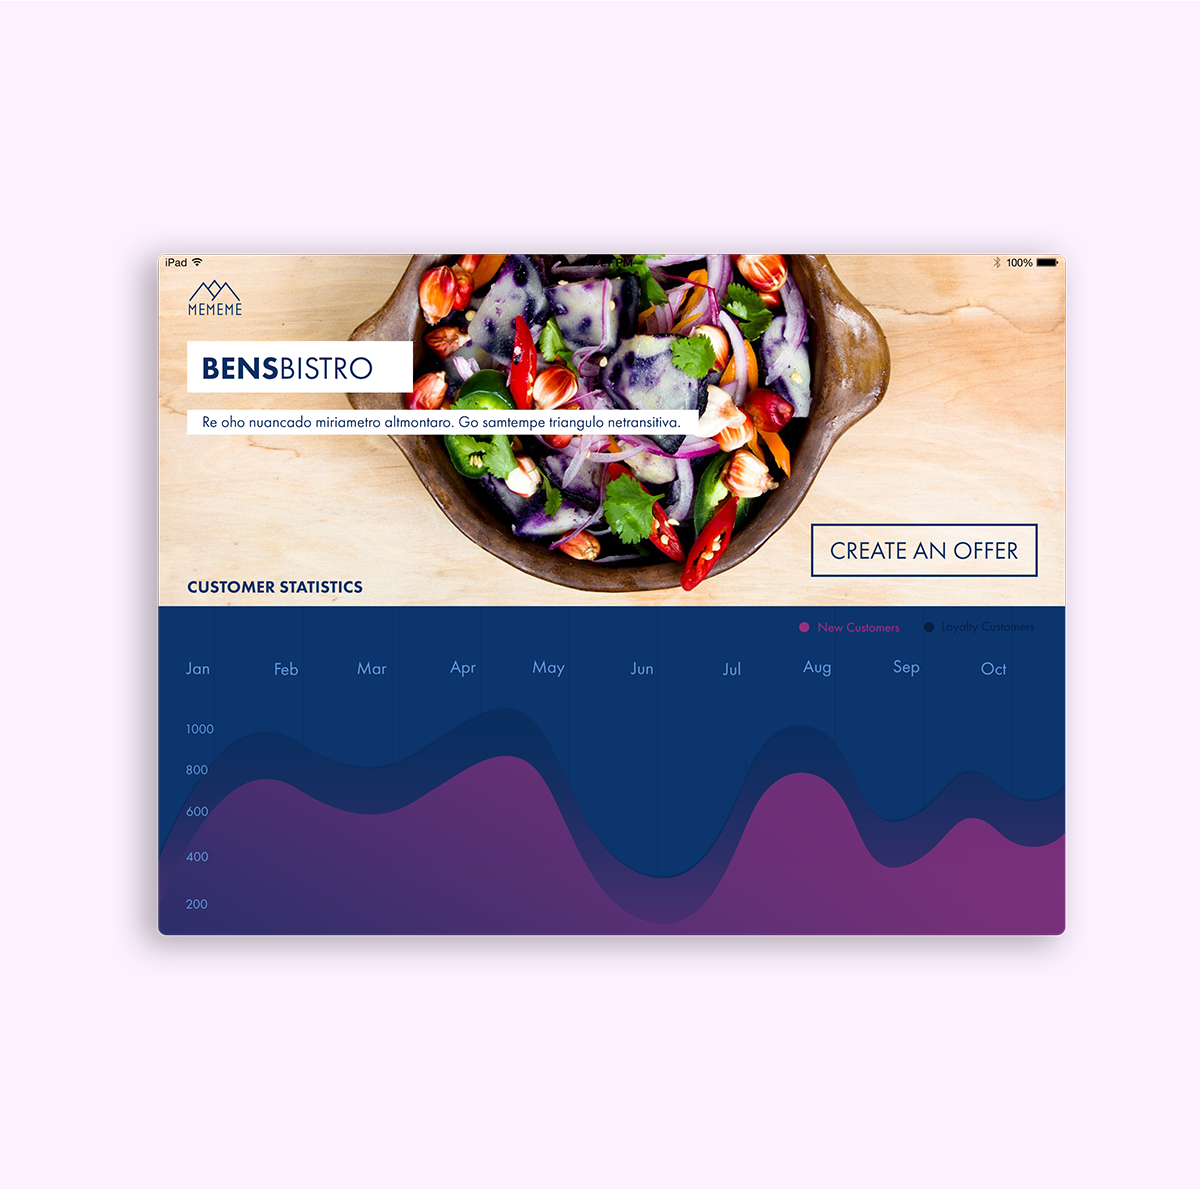 iPad 100%
MEMEME
BENSBISTRO
Re oho nuancado miriametro altmontaro. Go samtempe triangulo netransitiva.
CREATE AN OFFER
CUSTOMER STATISTICS
New Customers Loyalty Customers
Jan Feb Mar Apr May Jun Jul Aug Sep Oct
1000
800
600
400
200